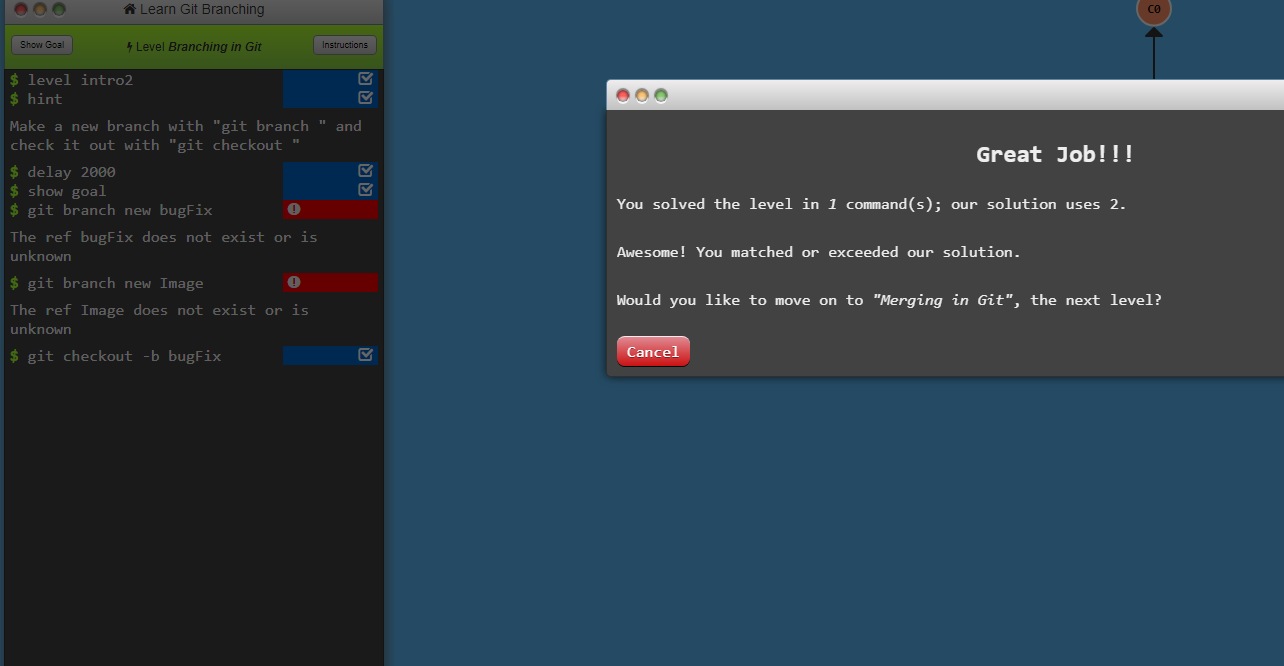 Learn Git Branching
Show Goal
Level Branching in Git
Instructions
$ level intro2
$ hint
Make a new branch with "git branch " and
check it out with "git checkout "
$ delay 2000
$ show goal
$ git branch new bugFix
The ref bugFix does not exist or is
unknown
$ git branch new Image
The ref Image does not exist or is
unknown
$ git checkout -b bugFix
C0
Great Job!!!
You solved the level in 1 command(s); our solution uses 2.
Awesome! You matched or exceeded our solution.
Would you like to move on to "Merging in Git", the next level?
Cancel